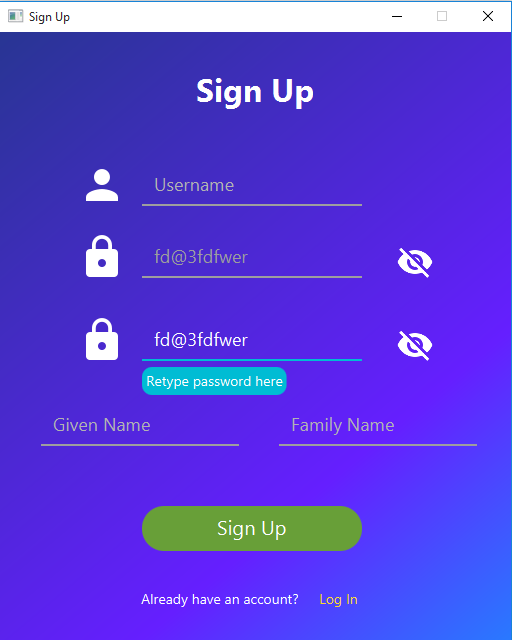 Sign Up
Sign Up
Username
fd@3fdfwer
fd@3fdfwer
Retype password here
Given Name
Family Name
Sign Up
Already have an account? Log In